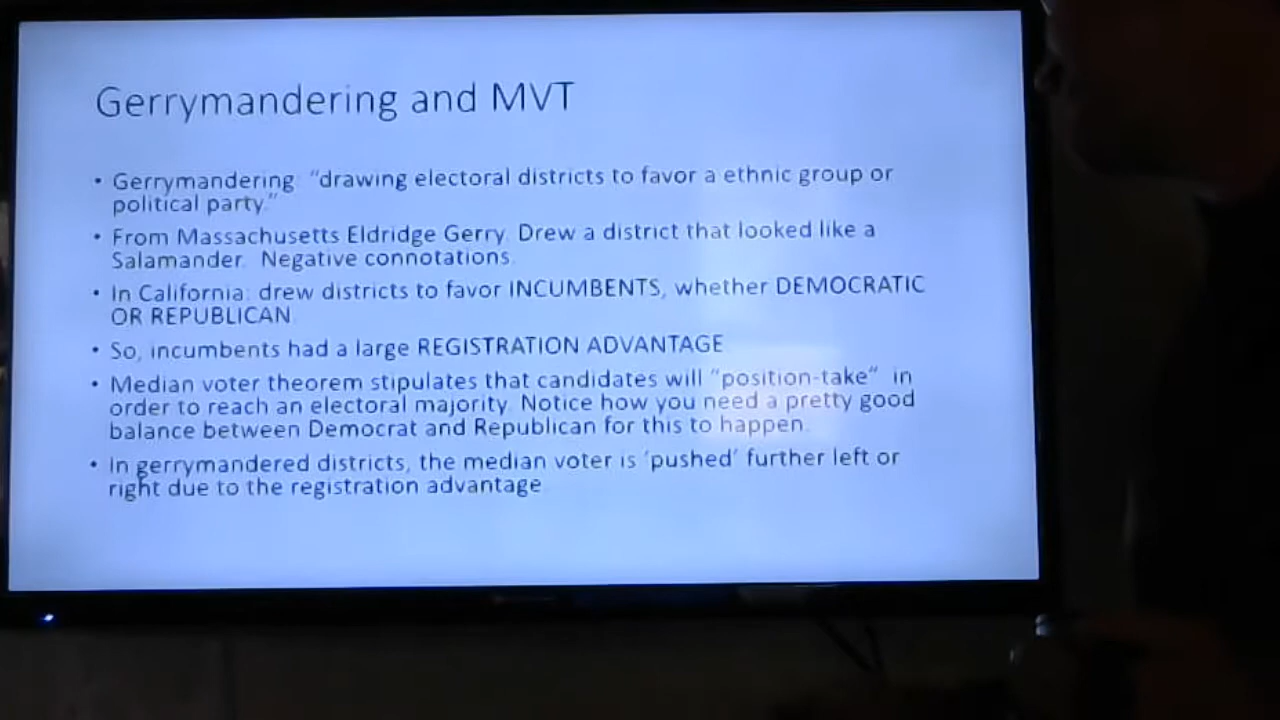 Gerrymandering and MVT
• Gerrymandering "drawing electoral districts to favor a ethnic group or
political party."
• From Massachusetts Eldridge Gerry. Drew a district that looked like a
Salamander. Negative connotations.
• In California: drew districts to favor INCUMBENTS, whether DEMOCRATIC
OR REPUBLICAN.
• So, incumbents had a large REGISTRATION ADVANTAGE
• Median voter theorem stipulates that candidates will "position-take" in
order to reach an electoral majority. Notice how you need a pretty good
balance between Democrat and Republican for this to happen.
• In gerrymandered districts, the median voter is 'pushed' further left or
right due to the registration advantage